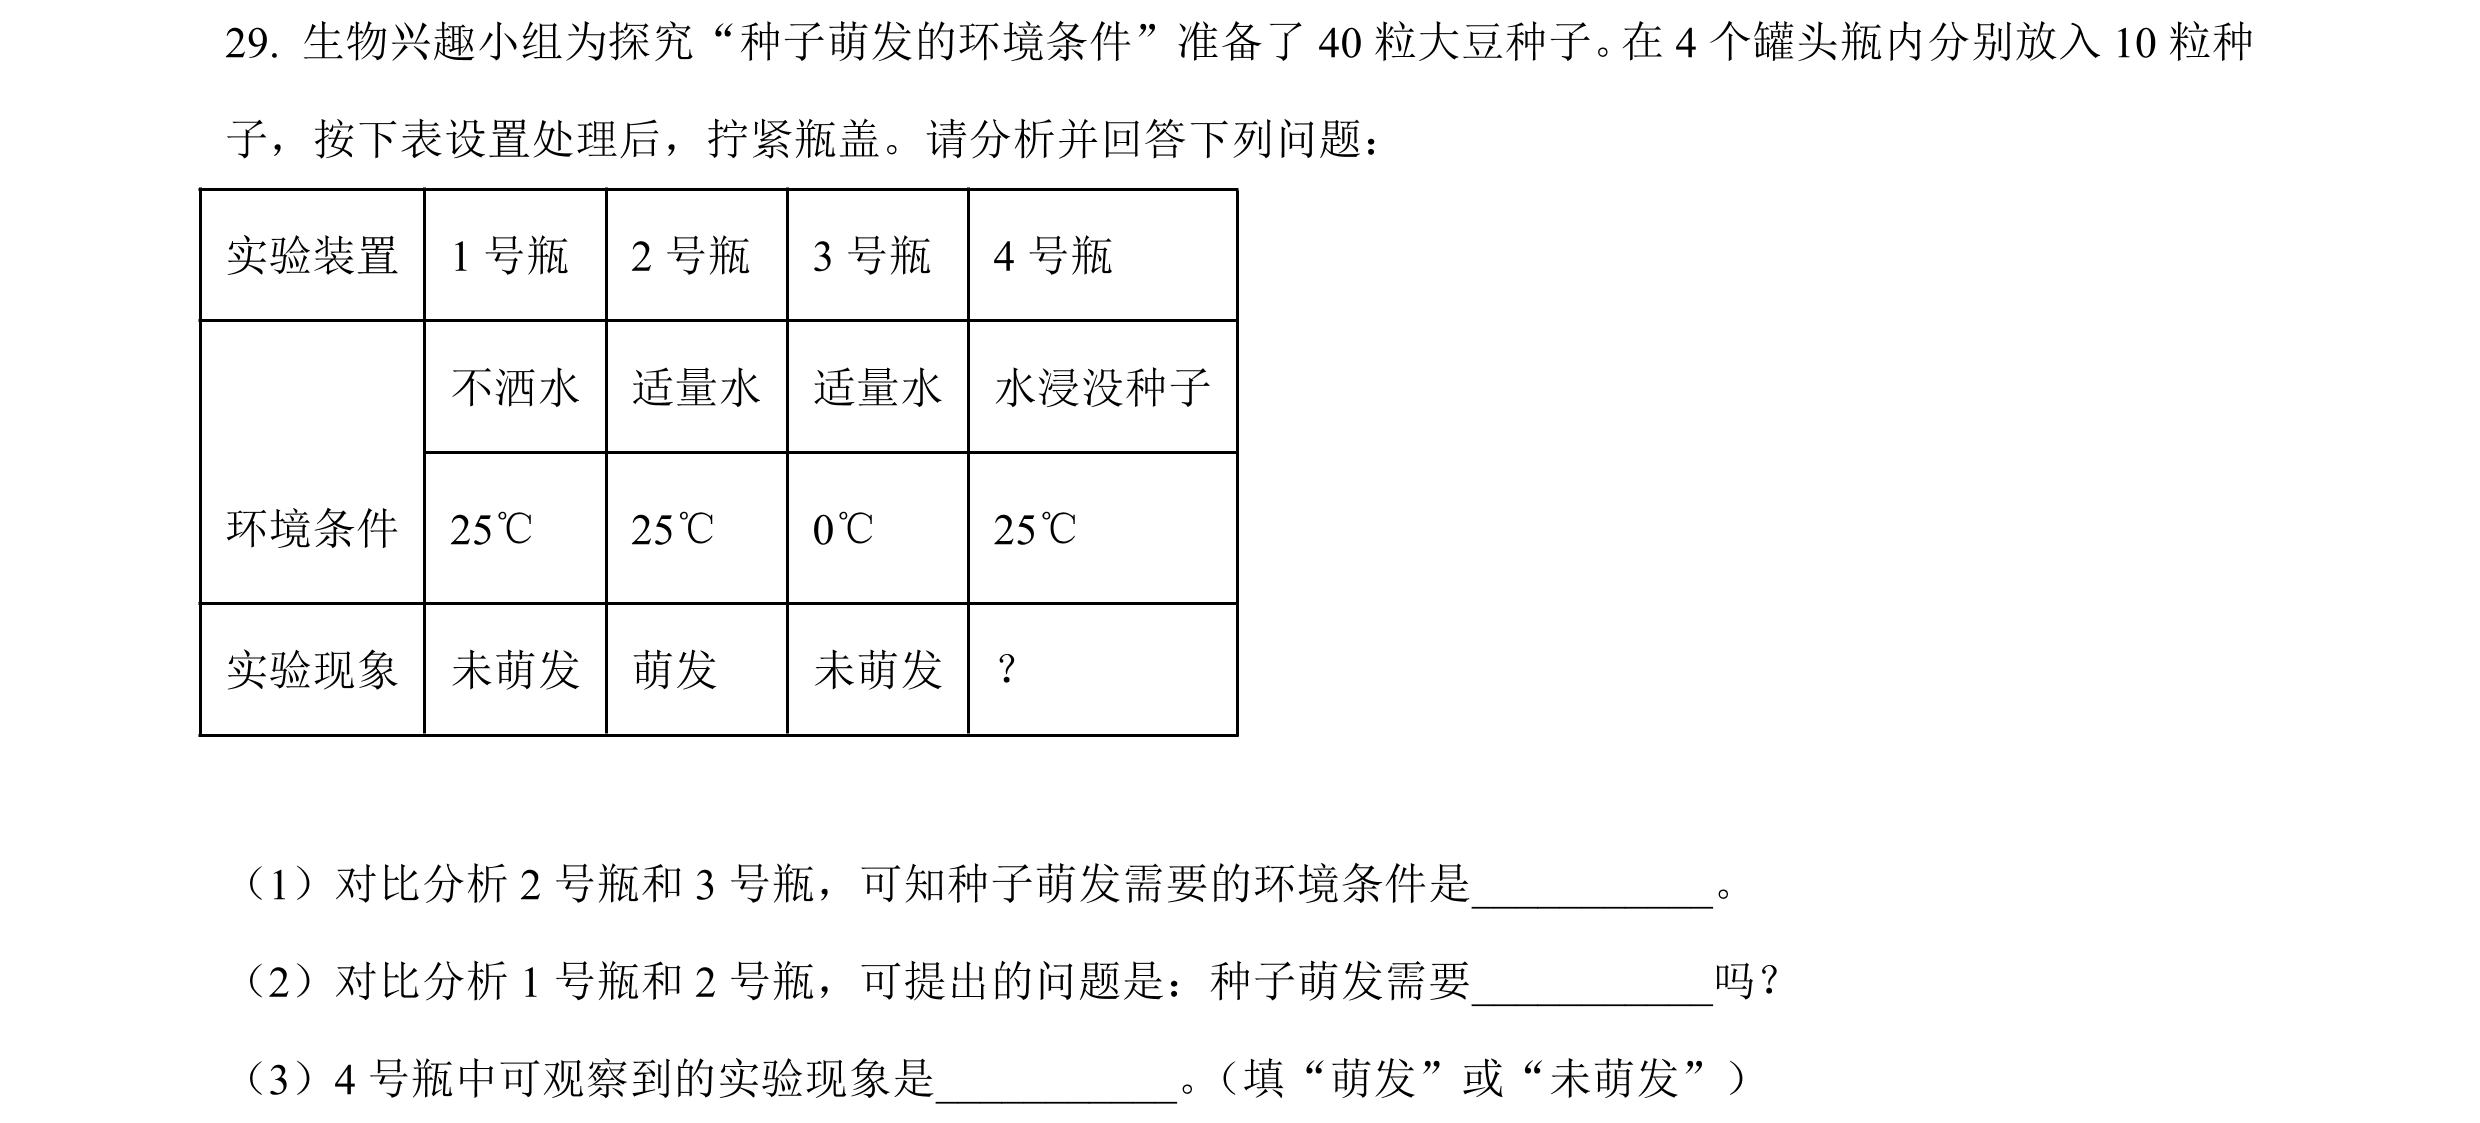 29. 生物兴趣小组为探究“种子萌发的环境条件”准备了 40 粒大豆种子。在 4 个罐头瓶内分别放入 10 粒种
子，按下表设置处理后，拧紧瓶盖。请分析并回答下列问题：
实验装置 1 号瓶 2 号瓶 3 号瓶 4 号瓶
不洒水 适量水 适量水 水浸没种子
环境条件 25℃ 25℃ 0℃ 25℃
实验现象 未萌发 萌发 未萌发 ？
（1）对比分析 2 号瓶和 3 号瓶，可知种子萌发需要的环境条件是___________。
（2）对比分析 1 号瓶和 2 号瓶，可提出的问题是：种子萌发需要___________吗？
（3）4 号瓶中可观察到的实验现象是___________。（填“萌发”或“未萌发”）